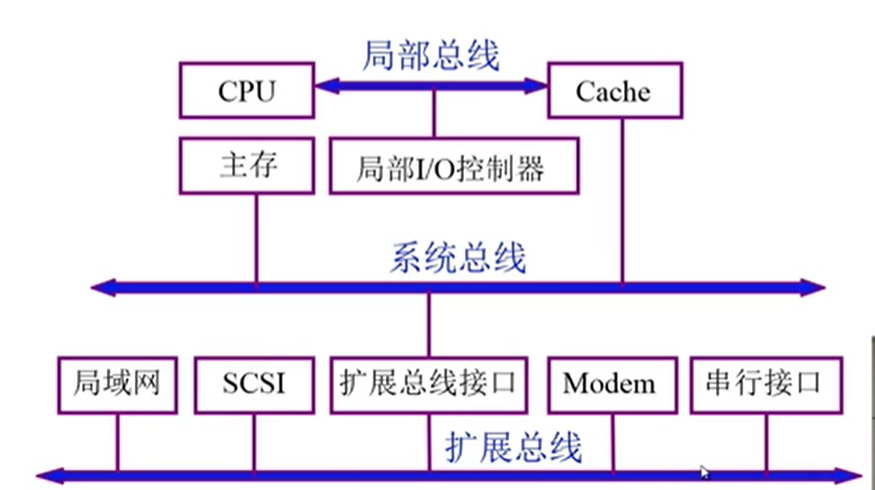 局部总线
CPU
Cache
主存
局部I/O控制器
系统总线
局域网
SCSI
扩展总线接口
Modem
串行接口
扩展总线